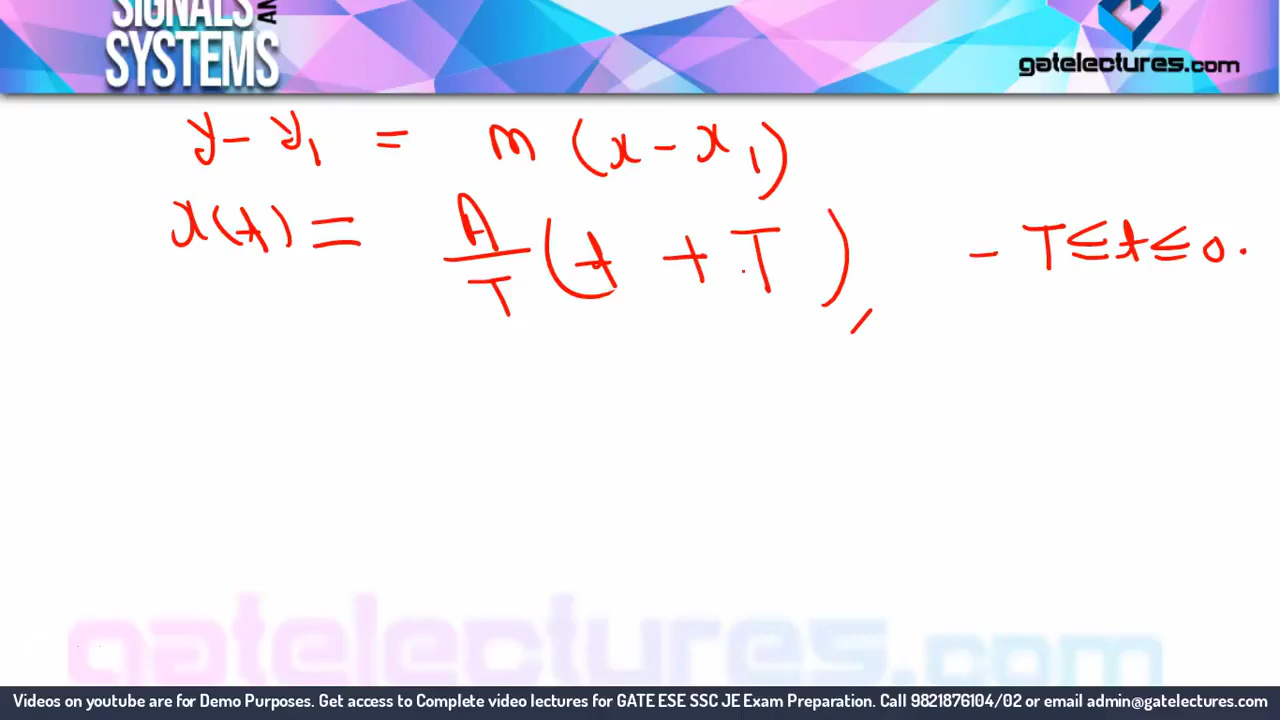 SIGNALS AND
SYSTEMS
gatelectures.com
y - y₁ = m (x - x₁)
x(t) = A/T (t + T), -T ≤ t ≤ 0.
gatelectures.com
Videos on youtube are for Demo Purposes. Get access to Complete video lectures for GATE ESE SSC JE Exam Preparation. Call 9821876104/02 or email admin@gatelectures.com